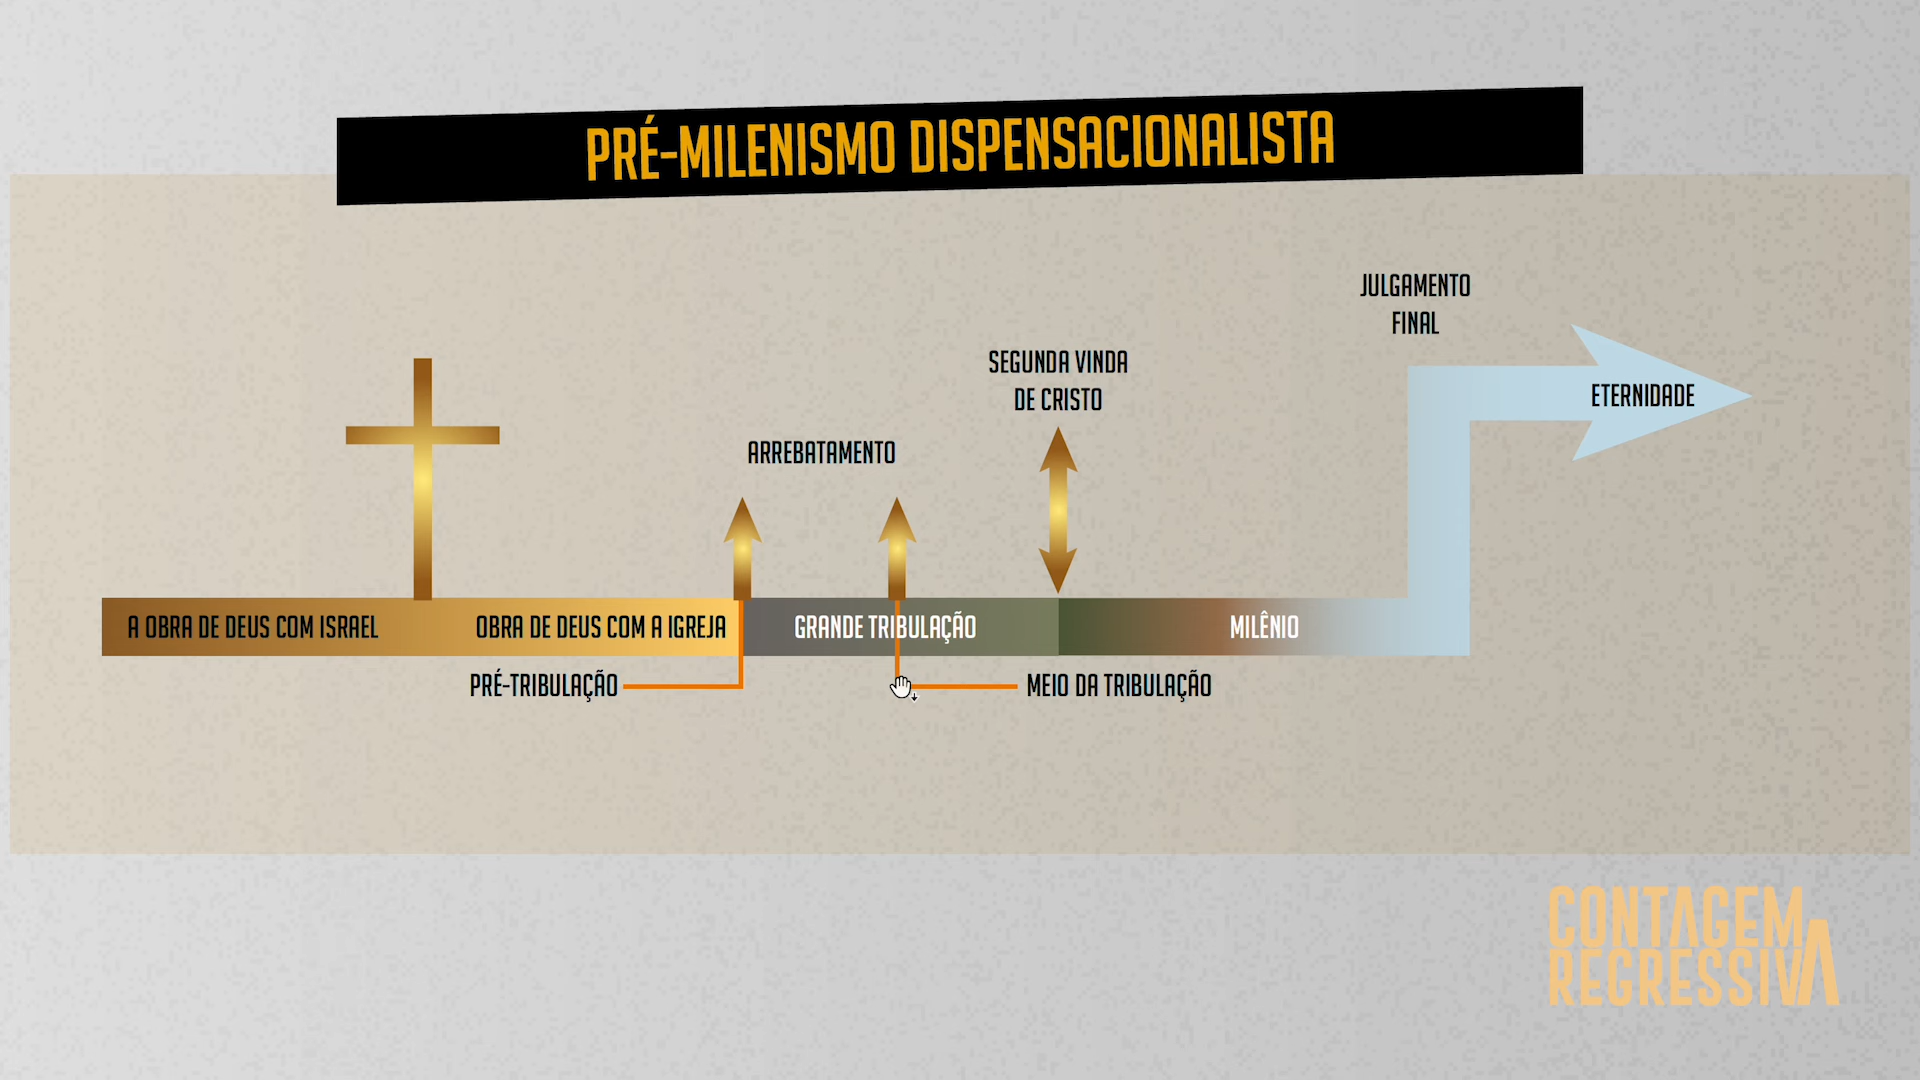 PRÉ-MILENISMO DISPENSACIONALISTA
JULGAMENTO
FINAL
SEGUNDA VINDA
DE CRISTO
ETERNIDADE
ARREBATAMENTO
A OBRA DE DEUS COM ISRAEL
OBRA DE DEUS COM A IGREJA
GRANDE TRIBULAÇÃO
MILÊNIO
PRÉ-TRIBULAÇÃO
MEIO DA TRIBULAÇÃO
CONTAGEM
REGRESSIVA